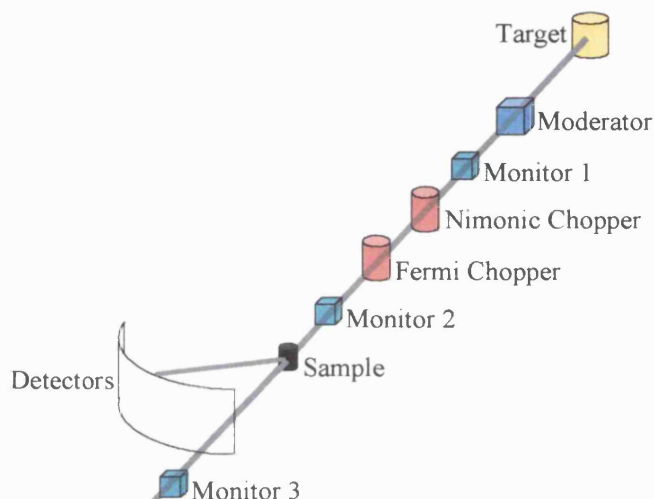 Target
Moderator
Monitor 1
Nimonic Chopper
Fermi Chopper
Monitor 2
Sample
Detectors
Monitor 3